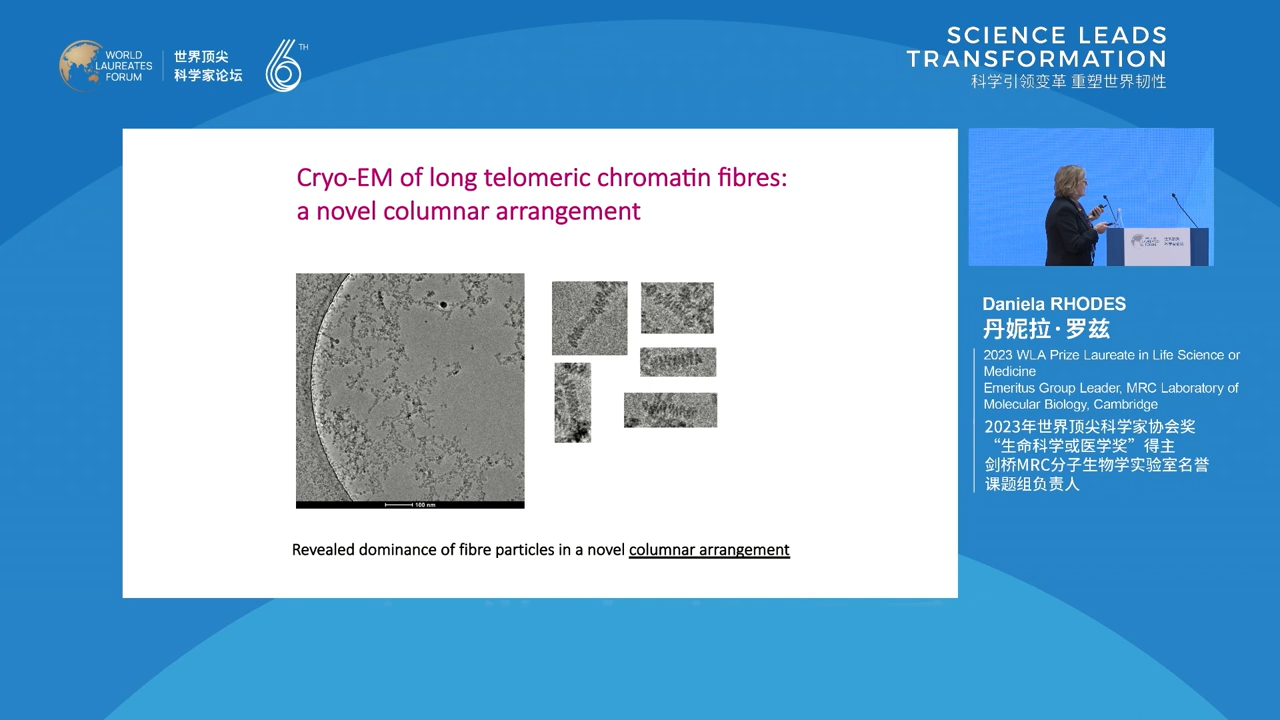 WORLD
LAUREATES
FORUM
世界顶尖
科学家论坛
6TH
SCIENCE LEADS
TRANSFORMATION
科学引领变革 重塑世界韧性
Cryo-EM of long telomeric chromatin fibres:
a novel columnar arrangement
100 nm
Revealed dominance of fibre particles in a novel columnar arrangement
Daniela RHODES
丹妮拉·罗兹
2023 WLA Prize Laureate in Life Science or
Medicine
Emeritus Group Leader, MRC Laboratory of
Molecular Biology, Cambridge
2023年世界顶尖科学家协会奖
“生命科学或医学奖”得主
剑桥MRC分子生物学实验室名誉
课题组负责人